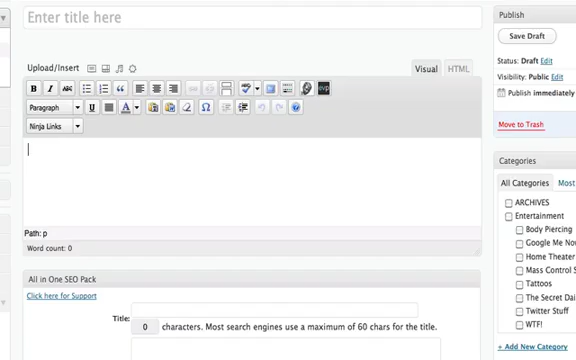 Enter title here
Upload/Insert
Visual
HTML
B I ABC
Paragraph U A Ω
Ninja Links
Path: p
Word count: 0
All in One SEO Pack
Click here for Support
Title:
0 characters. Most search engines use a maximum of 60 chars for the title.
Publish
Save Draft
Status: Draft Edit
Visibility: Public Edit
Publish immediately
Move to Trash
Categories
All Categories Most
ARCHIVES
Entertainment
Body Piercing
Google Me Now
Home Theater
Mass Control S
Tattoos
The Secret Dai
Twitter Stuff
WTF!
+ Add New Category